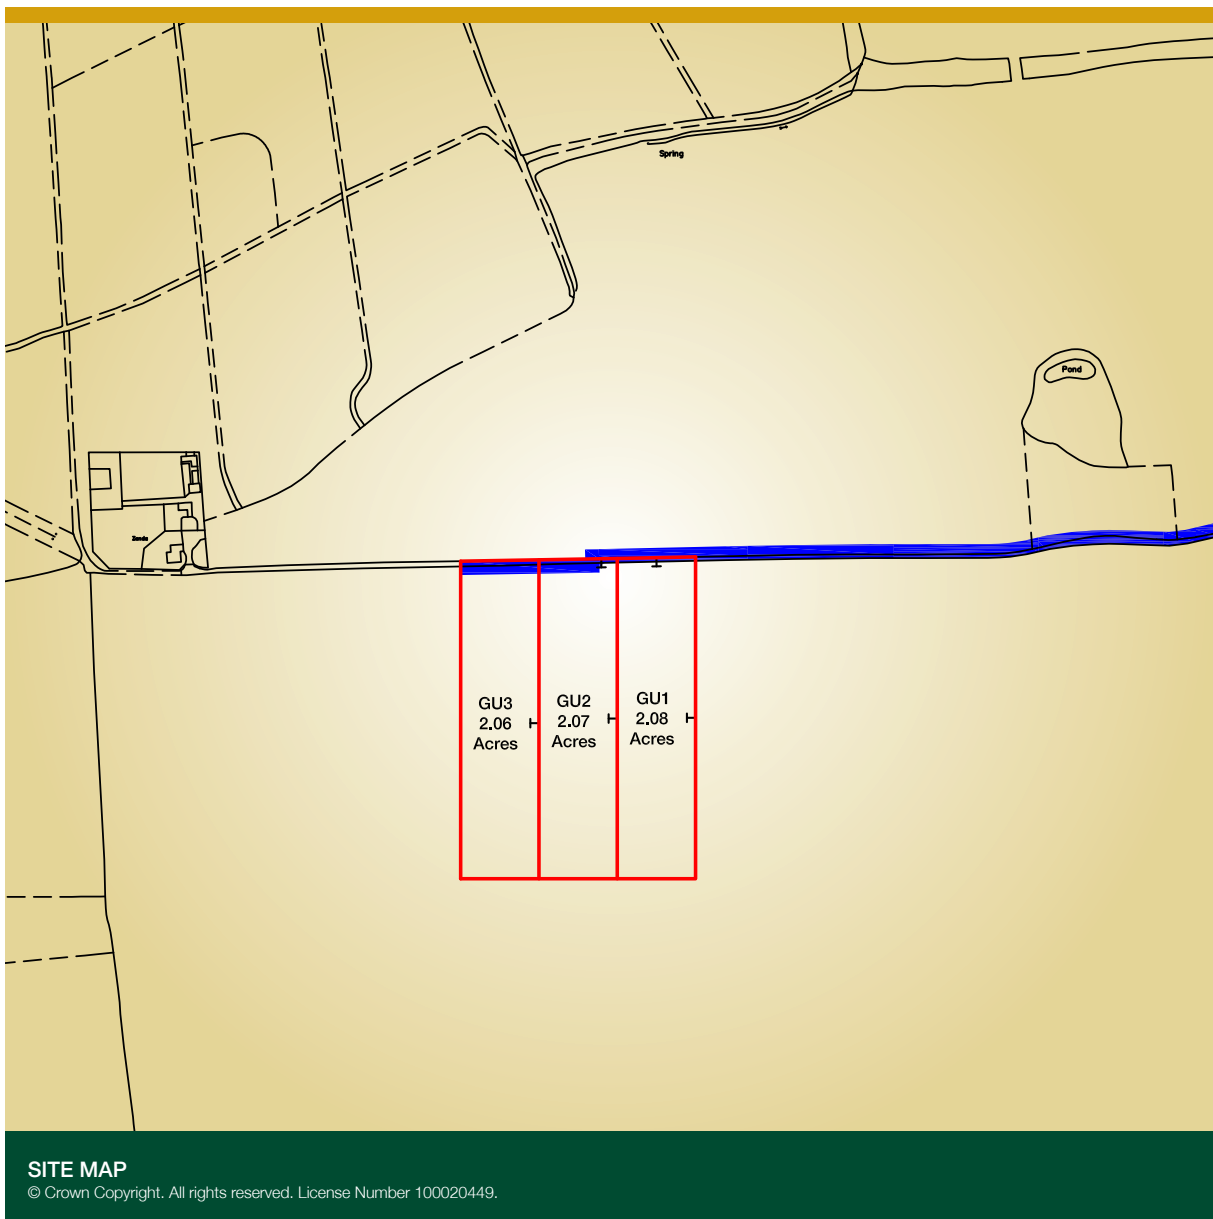 Spring
Pond
Zonda
GU3
2.06
Acres
GU2
2.07
Acres
GU1
2.08
Acres
SITE MAP
© Crown Copyright. All rights reserved. License Number 100020449.